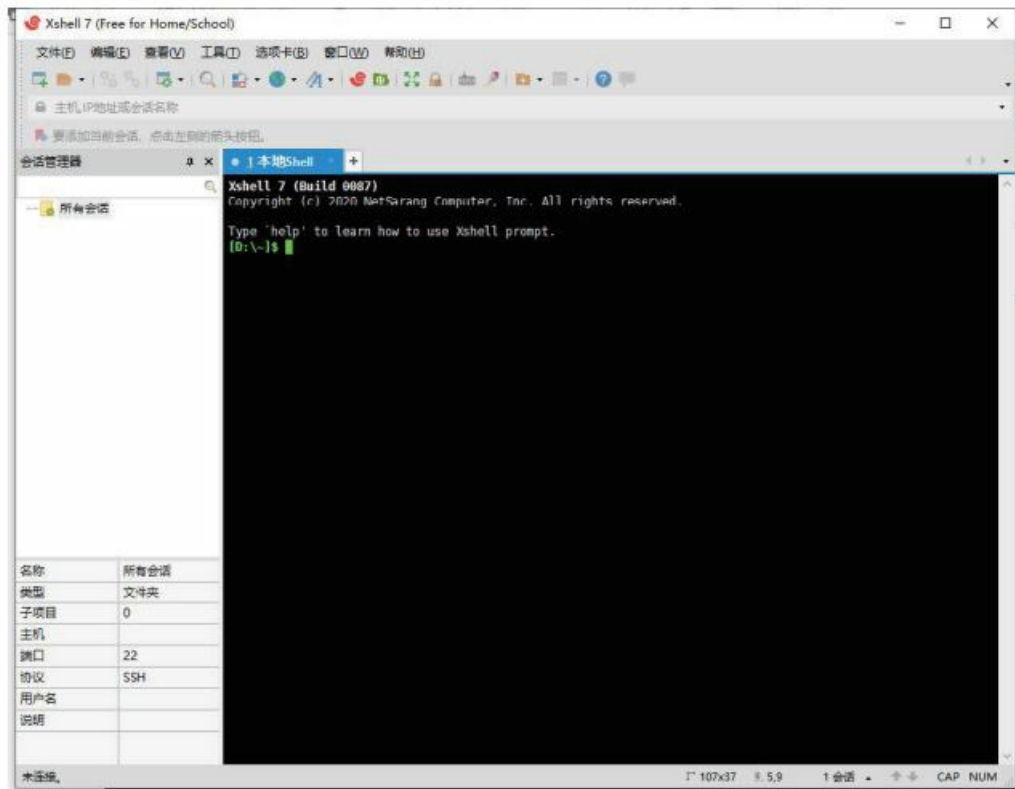 Xshell 7 (Free for Home/School)
文件(F) 编辑(E) 查看(V) 工具(T) 选项卡(B) 窗口(W) 帮助(H)
主机,IP地址或会话名称
要添加当前会话，点击左侧的箭头按钮。
会话管理器
1 本地Shell
所有会话
Xshell 7 (Build 0087)
Copyright (c) 2020 NetSarang Computer, Inc. All rights reserved.
Type `help' to learn how to use Xshell prompt.
[D:\~]$
名称 所有会话
类型 文件夹
子项目 0
主机
端口 22
协议 SSH
用户名
说明
未连接。
107x37 5,9 1 会话 CAP NUM